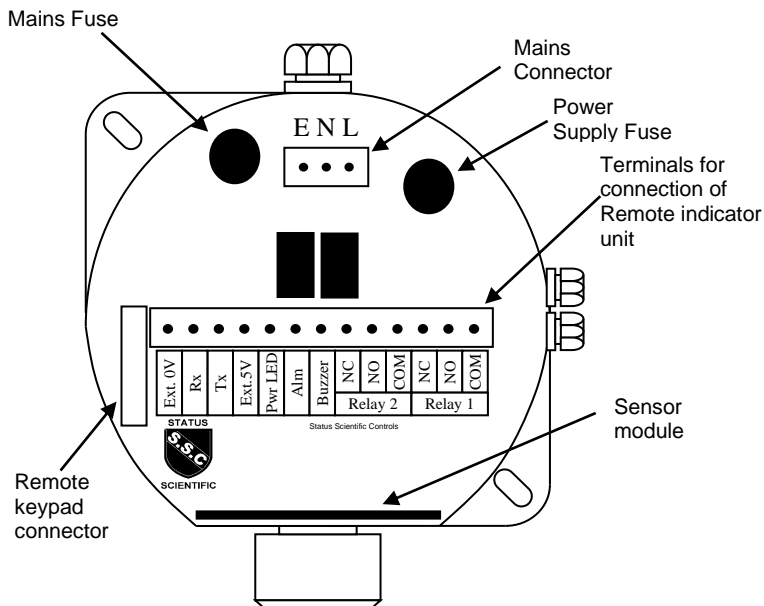 Mains Fuse
Mains
Connector
Power
Supply Fuse
E N L
Terminals for
connection of
Remote indicator
unit
Ext. 0V
Rx
Tx
Ext.5V
Pwr LED
Alm
Buzzer
NC
NO
COM
NC
NO
COM
Relay 2
Relay 1
STATUS
S.S.C
SCIENTIFIC
Status Scientific Controls
Sensor
module
Remote
keypad
connector